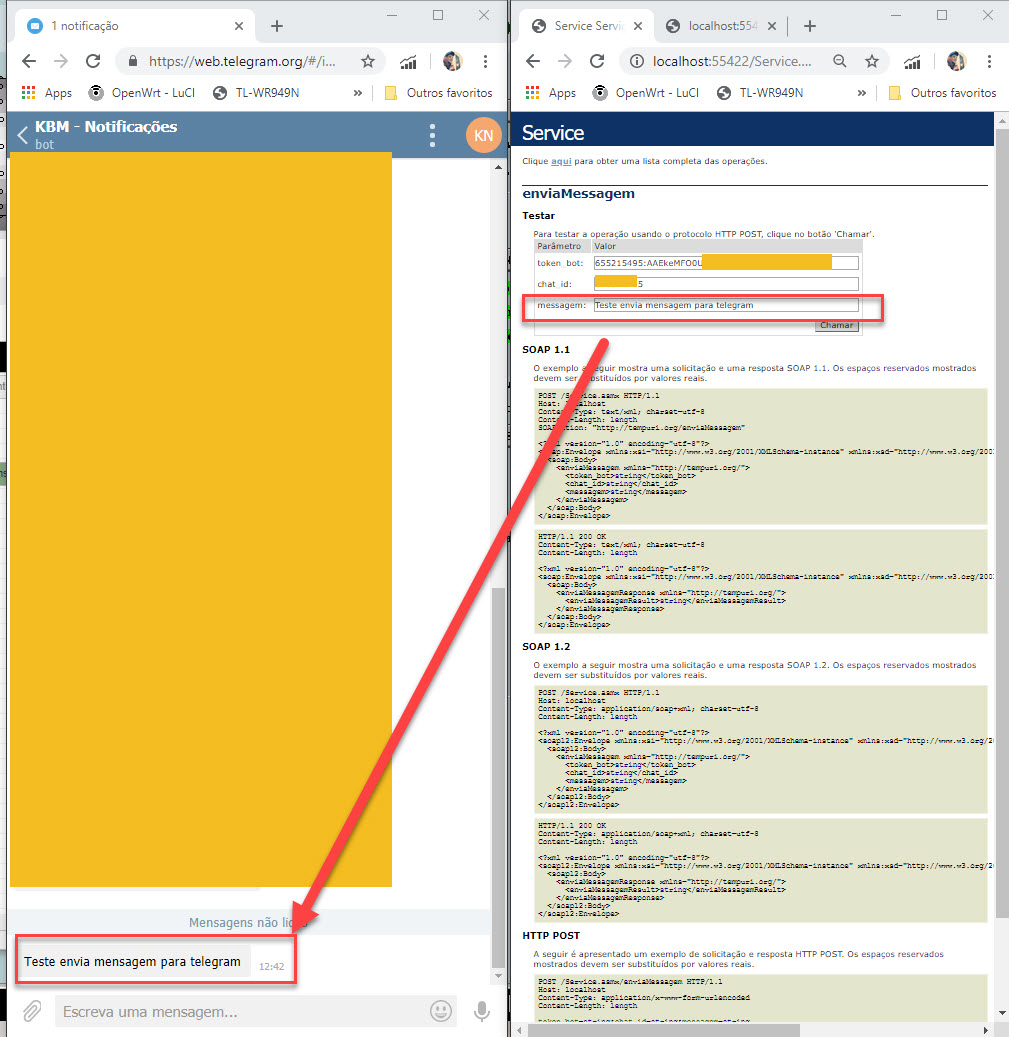 1 notificação
https://web.telegram.org/#/i...
Apps
OpenWrt - LuCI
TL-WR949N
»
Outros favoritos
KBM - Notificações
bot
KN
Mensagens não
Teste envia mensagem para telegram
12:42
Escreva uma mensagem...
Service Servi
localhost:554
localhost:55422/Service....
Apps
OpenWrt - LuCI
TL-WR949N
»
Outros favoritos
Service
Clique aqui para obter uma lista completa das operações.
enviaMessagem
Testar
Para testar a operação usando o protocolo HTTP POST, clique no botão 'Chamar'.
Parâmetro Valor
token_bot: 655215495:AAEkeMFO0U
chat_id: 5
messagem: Teste envia mensagem para telegram
Chamar
SOAP 1.1
O exemplo a seguir mostra uma solicitação e uma resposta SOAP 1.1. Os espaços reservados mostrados
devem ser substituídos por valores reais.
POST /Service.asmx HTTP/1.1
Host: localhost
Content-Type: text/xml; charset=utf-8
Content-Length: length
SOAPAction: "http://tempuri.org/enviaMessagem"
<?xml version="1.0" encoding="utf-8"?>
<soap:Envelope xmlns:xsi="http://www.w3.org/2001/XMLSchema-instance" xmlns:xsd="http://www.w3.org/200
<soap:Body>
<enviaMessagem xmlns="http://tempuri.org/">
<token_bot>string</token_bot>
<chat_id>string</chat_id>
<messagem>string</messagem>
</enviaMessagem>
</soap:Body>
</soap:Envelope>
HTTP/1.1 200 OK
Content-Type: text/xml; charset=utf-8
Content-Length: length
<?xml version="1.0" encoding="utf-8"?>
<soap:Envelope xmlns:xsi="http://www.w3.org/2001/XMLSchema-instance" xmlns:xsd="http://www.w3.org/200
<soap:Body>
<enviaMessagemResponse xmlns="http://tempuri.org/">
<enviaMessagemResult>string</enviaMessagemResult>
</enviaMessagemResponse>
</soap:Body>
</soap:Envelope>
SOAP 1.2
O exemplo a seguir mostra uma solicitação e uma resposta SOAP 1.2. Os espaços reservados mostrados
devem ser substituídos por valores reais.
POST /Service.asmx HTTP/1.1
Host: localhost
Content-Type: application/soap+xml; charset=utf-8
Content-Length: length
<?xml version="1.0" encoding="utf-8"?>
<soap12:Envelope xmlns:xsi="http://www.w3.org/2001/XMLSchema-instance" xmlns:xsd="http://www.w3.org/2
<soap12:Body>
<enviaMessagem xmlns="http://tempuri.org/">
<token_bot>string</token_bot>
<chat_id>string</chat_id>
<messagem>string</messagem>
</enviaMessagem>
</soap12:Body>
</soap12:Envelope>
HTTP/1.1 200 OK
Content-Type: application/soap+xml; charset=utf-8
Content-Length: length
<?xml version="1.0" encoding="utf-8"?>
<soap12:Envelope xmlns:xsi="http://www.w3.org/2001/XMLSchema-instance" xmlns:xsd="http://www.w3.org/2
<soap12:Body>
<enviaMessagemResponse xmlns="http://tempuri.org/">
<enviaMessagemResult>string</enviaMessagemResult>
</enviaMessagemResponse>
</soap12:Body>
</soap12:Envelope>
HTTP POST
A seguir é apresentado um exemplo de solicitação e resposta HTTP POST. Os espaços reservados
mostrados devem ser substituídos por valores reais.
POST /Service.asmx/enviaMessagem HTTP/1.1
Host: localhost
Content-Type: application/x-www-form-urlencoded
Content-Length: length
token_bot=string&chat_id=string&messagem=string